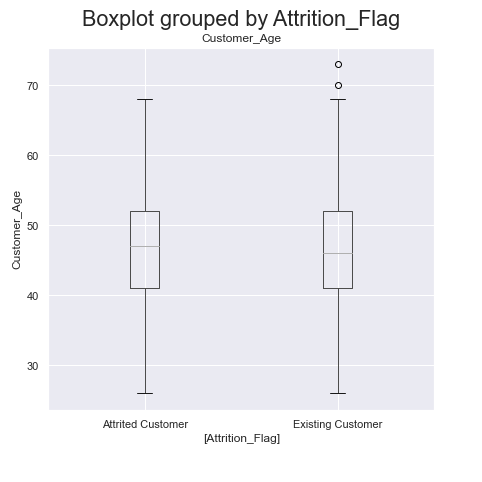 Boxplot grouped by Attrition_Flag
Customer_Age
70
60
50
40
30
Customer_Age
Attrited Customer
Existing Customer
[Attrition_Flag]